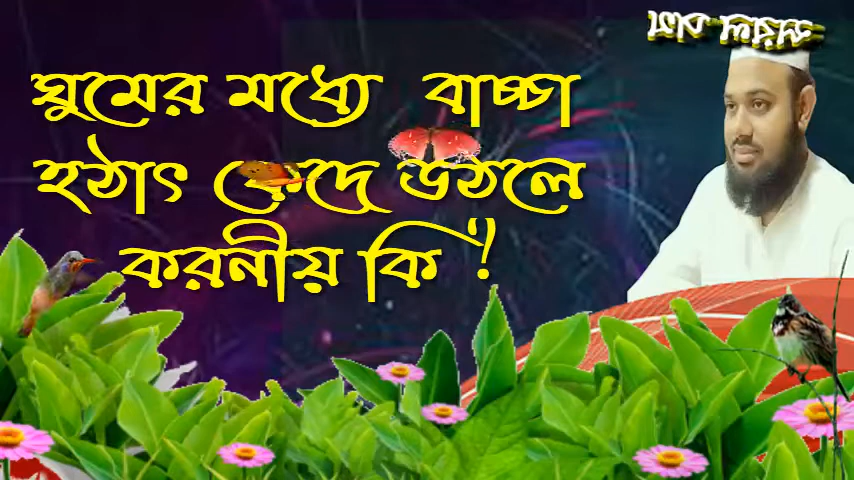 ঘুমের মধ্যে বাচ্চা
হঠাৎ কেদে উঠলে
করনীয় কি ?